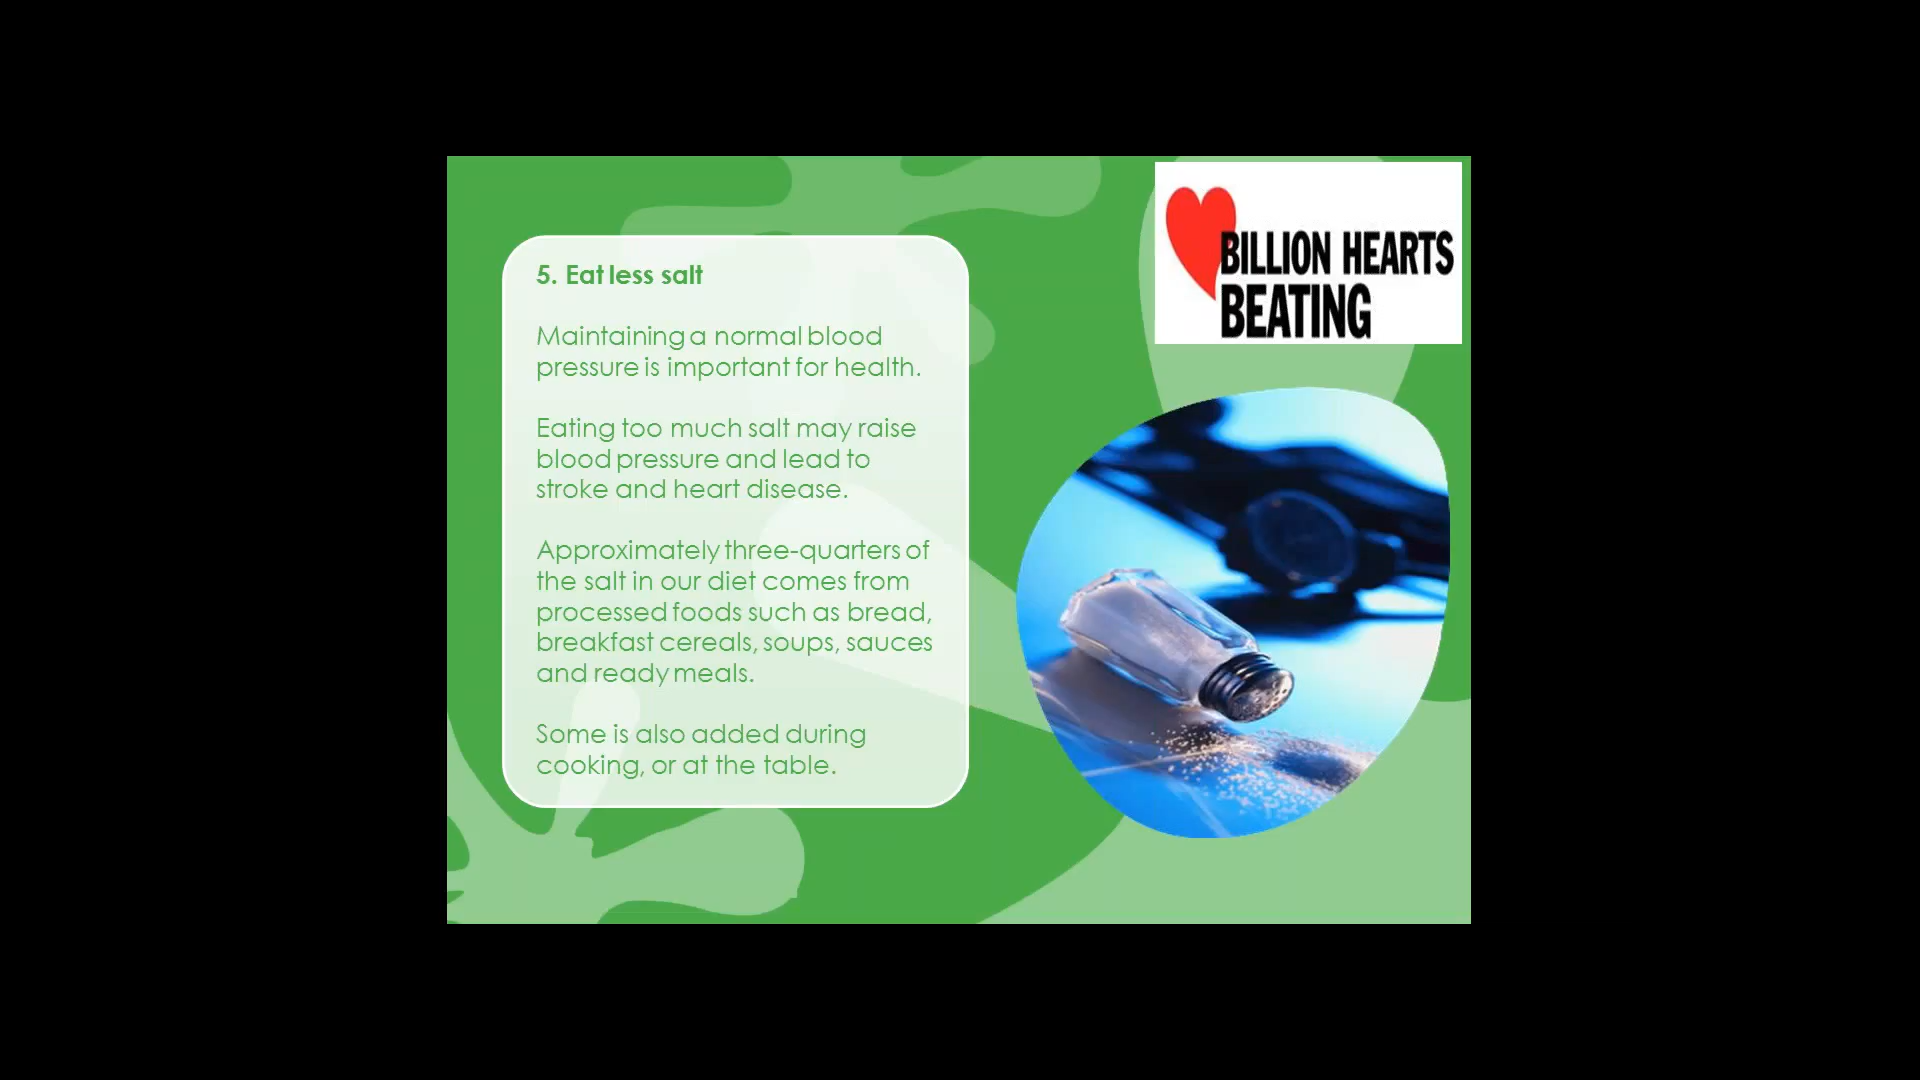 5. Eat less salt
Maintaining a normal blood
pressure is important for health.
Eating too much salt may raise
blood pressure and lead to
stroke and heart disease.
Approximately three-quarters of
the salt in our diet comes from
processed foods such as bread,
breakfast cereals, soups, sauces
and ready meals.
Some is also added during
cooking, or at the table.
BILLION HEARTS
BEATING